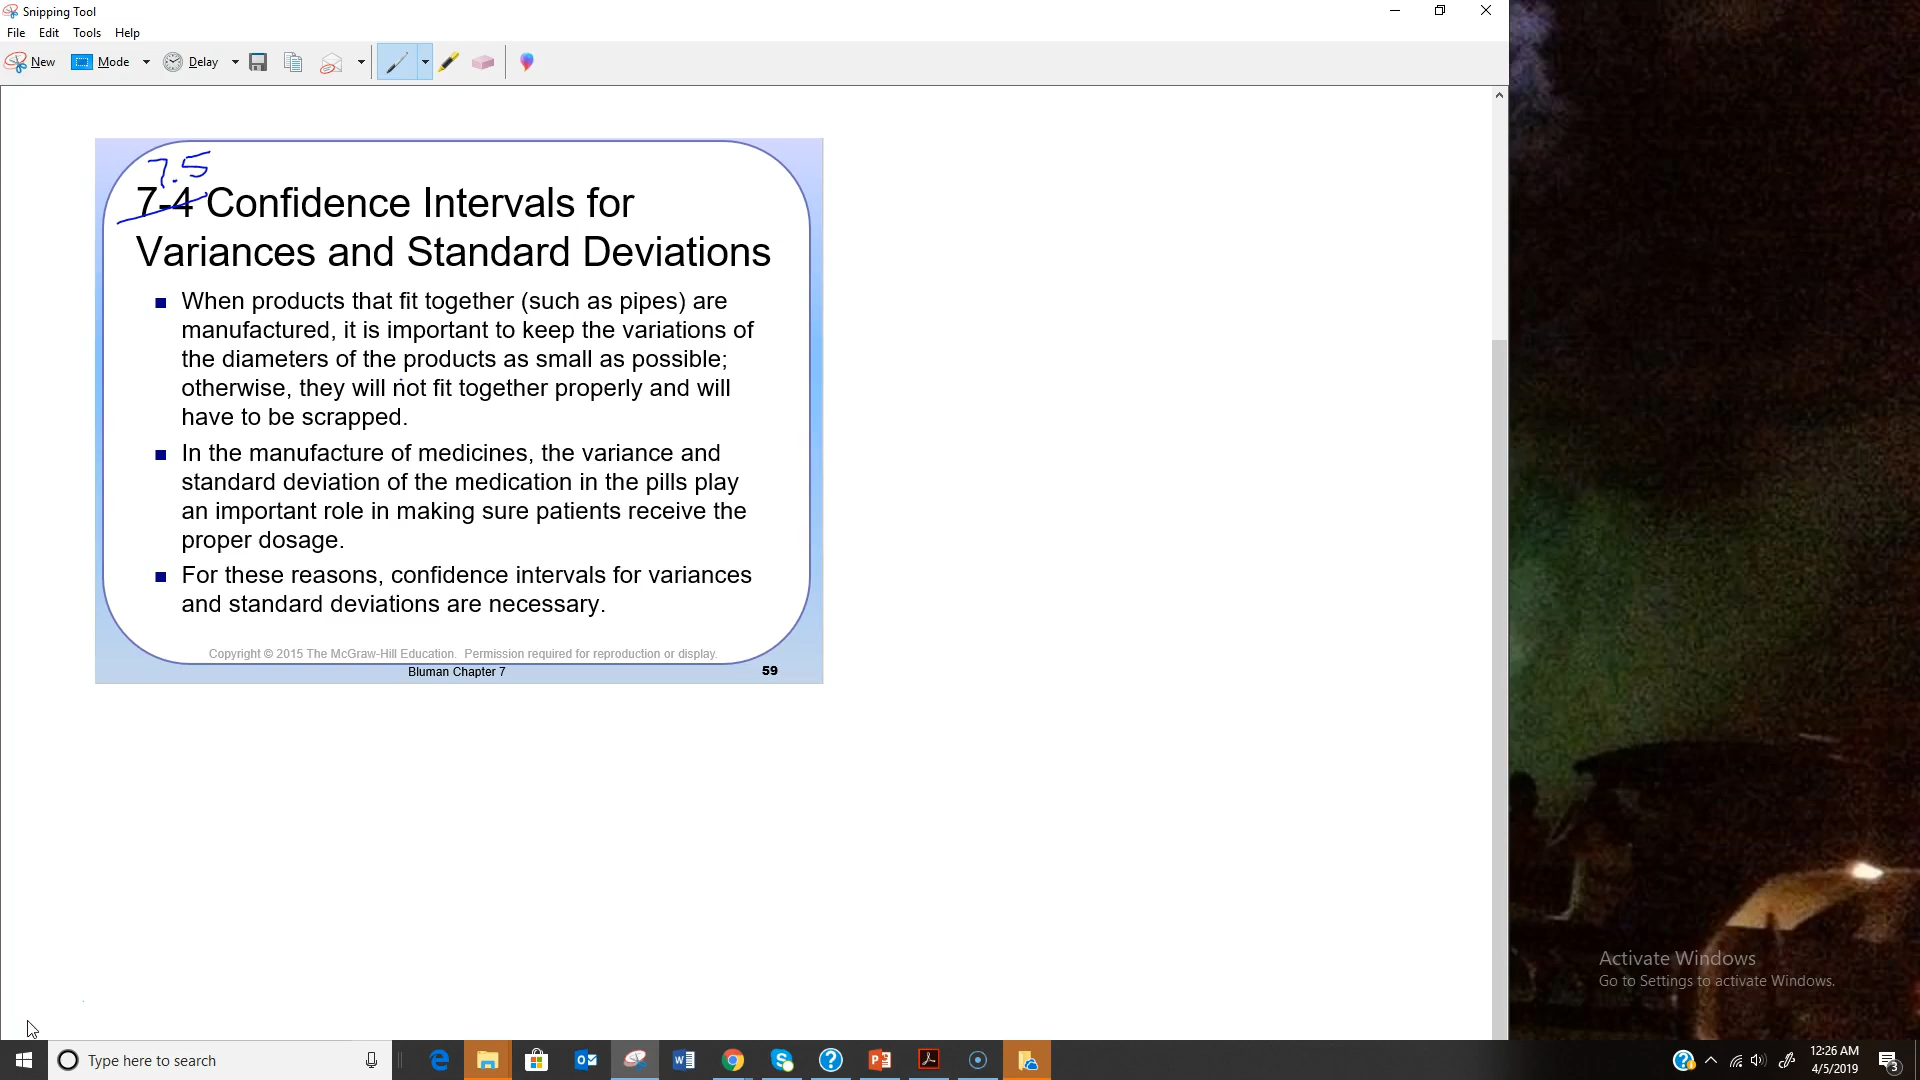 Snipping Tool
File Edit Tools Help
New Mode Delay
7.5
7-4 Confidence Intervals for
Variances and Standard Deviations
When products that fit together (such as pipes) are
manufactured, it is important to keep the variations of
the diameters of the products as small as possible;
otherwise, they will not fit together properly and will
have to be scrapped.
In the manufacture of medicines, the variance and
standard deviation of the medication in the pills play
an important role in making sure patients receive the
proper dosage.
For these reasons, confidence intervals for variances
and standard deviations are necessary.
Copyright © 2015 The McGraw-Hill Education. Permission required for reproduction or display.
Bluman Chapter 7 59
Activate Windows
Go to Settings to activate Windows.
Type here to search
12:26 AM
4/5/2019
3